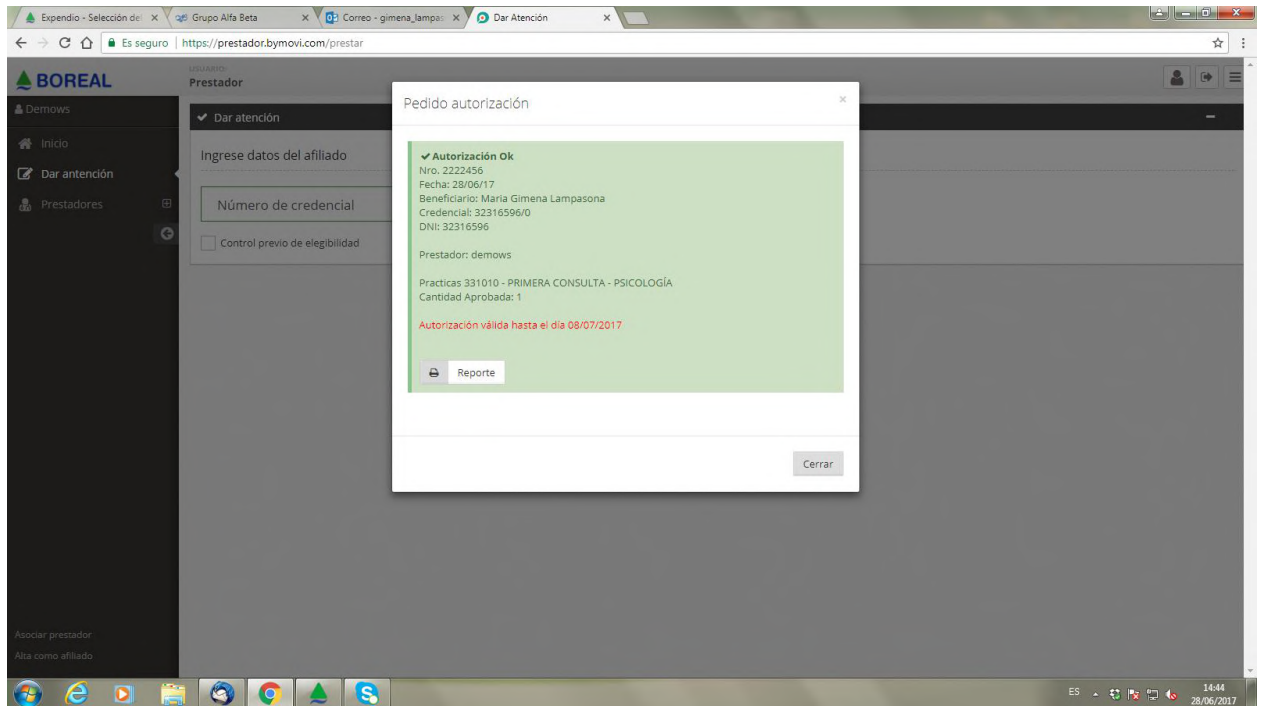 Expendio - Selección del
Grupo Alfa Beta
Correo - gimena_lampas
Dar Atención
Es seguro
https://prestador.bymovi.com/prestar
BOREAL
USUARIO:
Prestador
Demows
Inicio
Dar antención
Prestadores
Dar atención
Ingrese datos del afiliado
Número de credencial
Control previo de elegibilidad
Pedido autorización
Autorización Ok
Nro. 2222456
Fecha: 28/06/17
Beneficiario: Maria Gimena Lampasona
Credencial: 32316596/0
DNI: 32316596
Prestador: demows
Practicas 331010 - PRIMERA CONSULTA - PSICOLOGÍA
Cantidad Aprobada: 1
Autorización válida hasta el día 08/07/2017
Reporte
Cerrar
Asociar prestador
Alta como afiliado
ES
14:44
28/06/2017